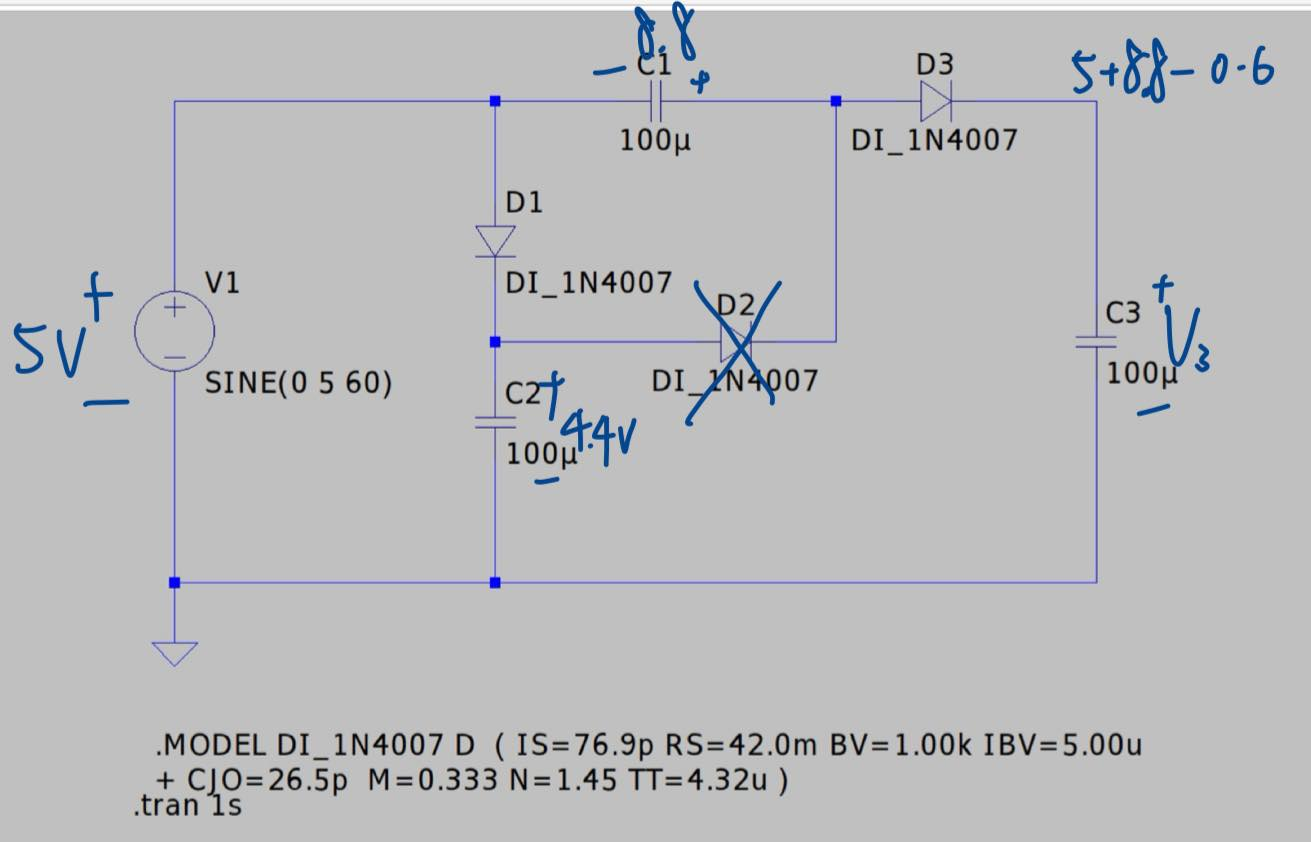 8.8
− C1 +
D3
5+8.8−0.6
100µ
DI_1N4007
D1
+
V1
DI_1N4007
D2
+
5V
C3
V3
SINE(0 5 60)
C2
+
DI_1N4007
100µ
−
4.4V
−
100µ
−
.MODEL DI_1N4007 D ( IS=76.9p RS=42.0m BV=1.00k IBV=5.00u
+ CJO=26.5p M=0.333 N=1.45 TT=4.32u )
.tran 1s